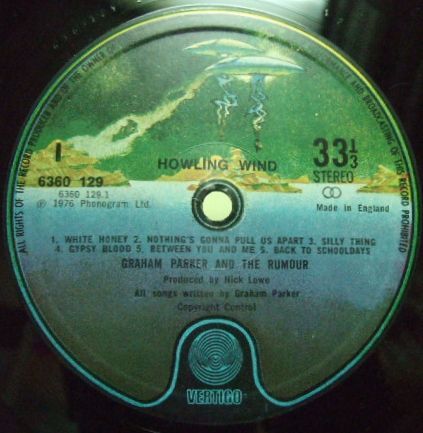 ALL RIGHTS OF THE RECORD PRODUCER AND OF THE OWNER OF
ANCE AND BROADCASTING OF THIS RECORD PROHIBITED
HOWLING WIND
1
6360 129
6360 129.1
℗ 1976 Phonogram Ltd.
33⅓
STEREO
Made in England
1. WHITE HONEY 2. NOTHING'S GONNA PULL US APART 3. SILLY THING
4. GYPSY BLOOD 5. BETWEEN YOU AND ME 5. BACK TO SCHOOLDAYS
GRAHAM PARKER AND THE RUMOUR
Produced by Nick Lowe
All songs written by Graham Parker
Copyright Control
VERTIGO